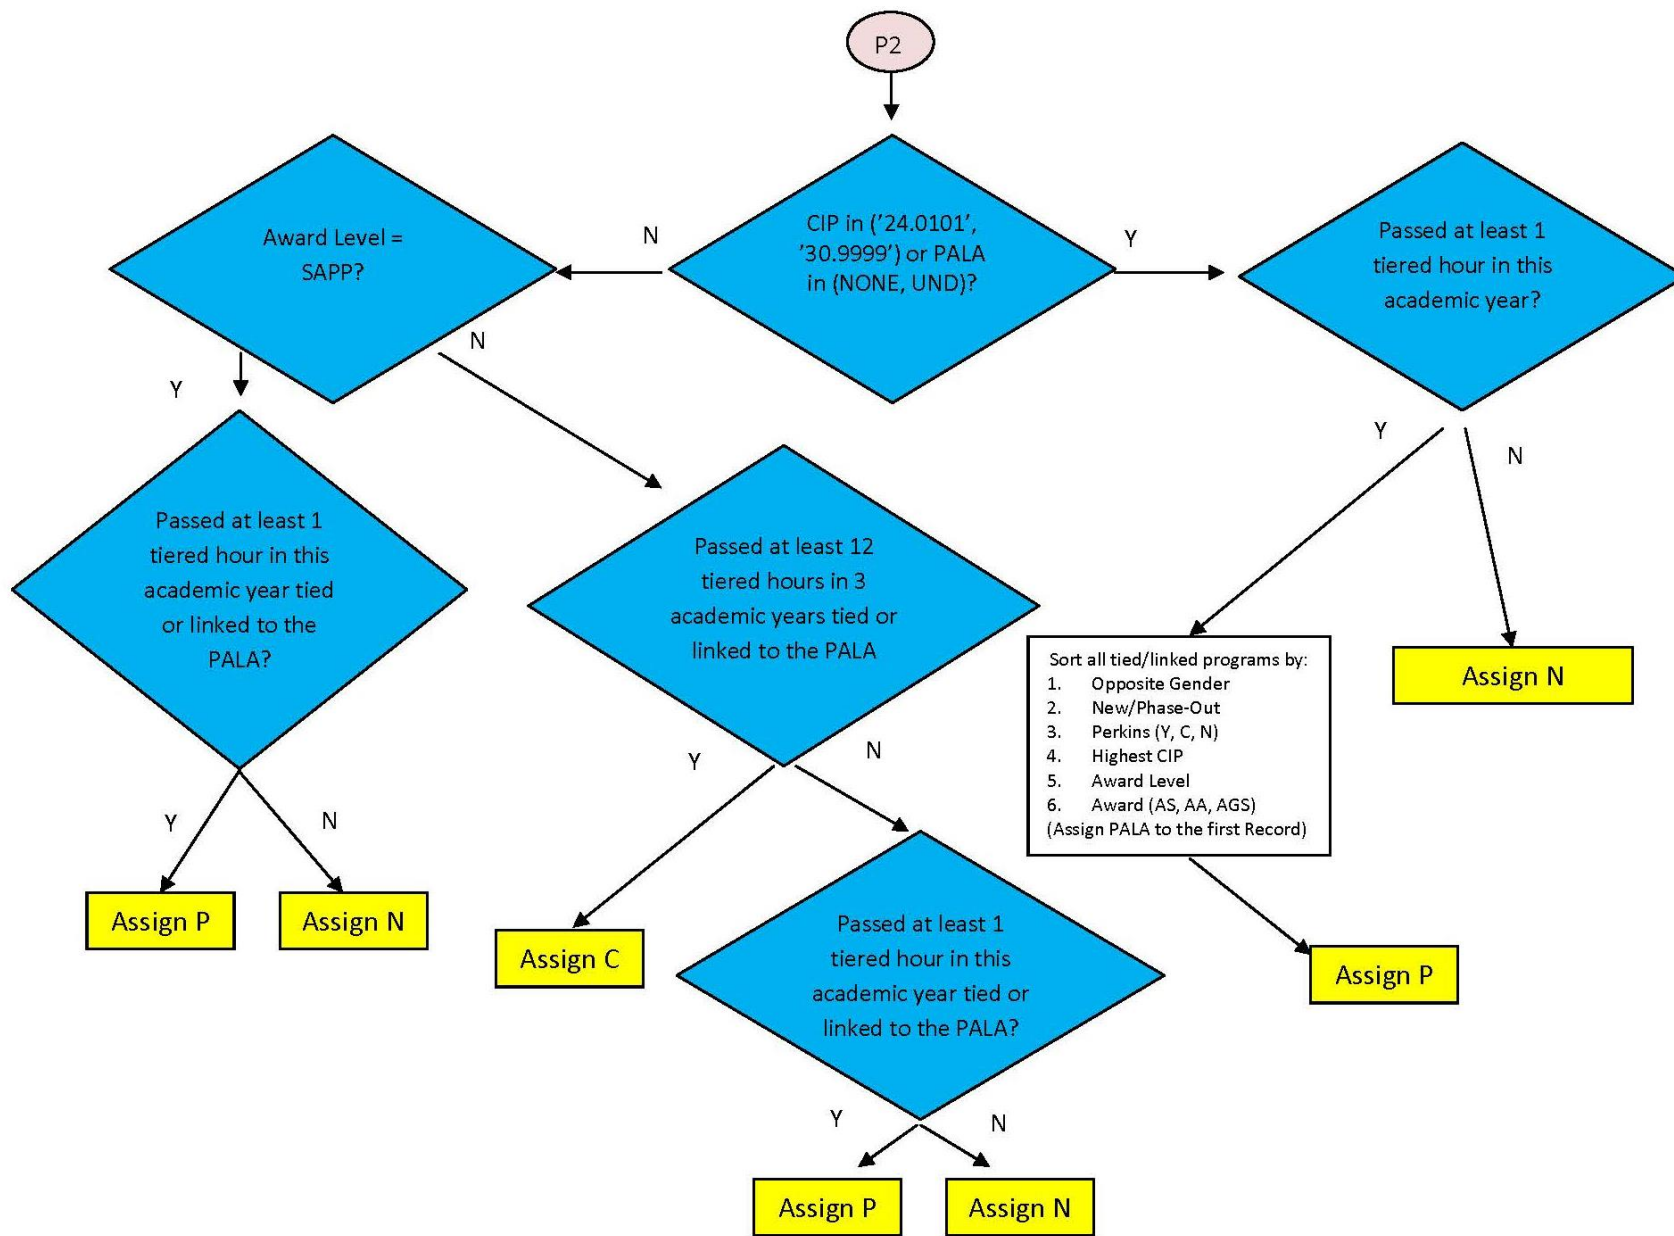 P2
CIP in ('24.0101',
'30.9999') or PALA
in (NONE, UND)?
N
Y
Award Level =
SAPP?
Passed at least 1
tiered hour in this
academic year?
Y
N
Passed at least 1
tiered hour in this
academic year tied
or linked to the
PALA?
Y
N
Assign P
Assign N
Passed at least 12
tiered hours in 3
academic years tied or
linked to the PALA
Y
N
Assign C
Passed at least 1
tiered hour in this
academic year tied or
linked to the PALA?
Y
N
Assign P
Assign N
Y
N
Sort all tied/linked programs by:
1. Opposite Gender
2. New/Phase-Out
3. Perkins (Y, C, N)
4. Highest CIP
5. Award Level
6. Award (AS, AA, AGS)
(Assign PALA to the first Record)
Assign N
Assign P